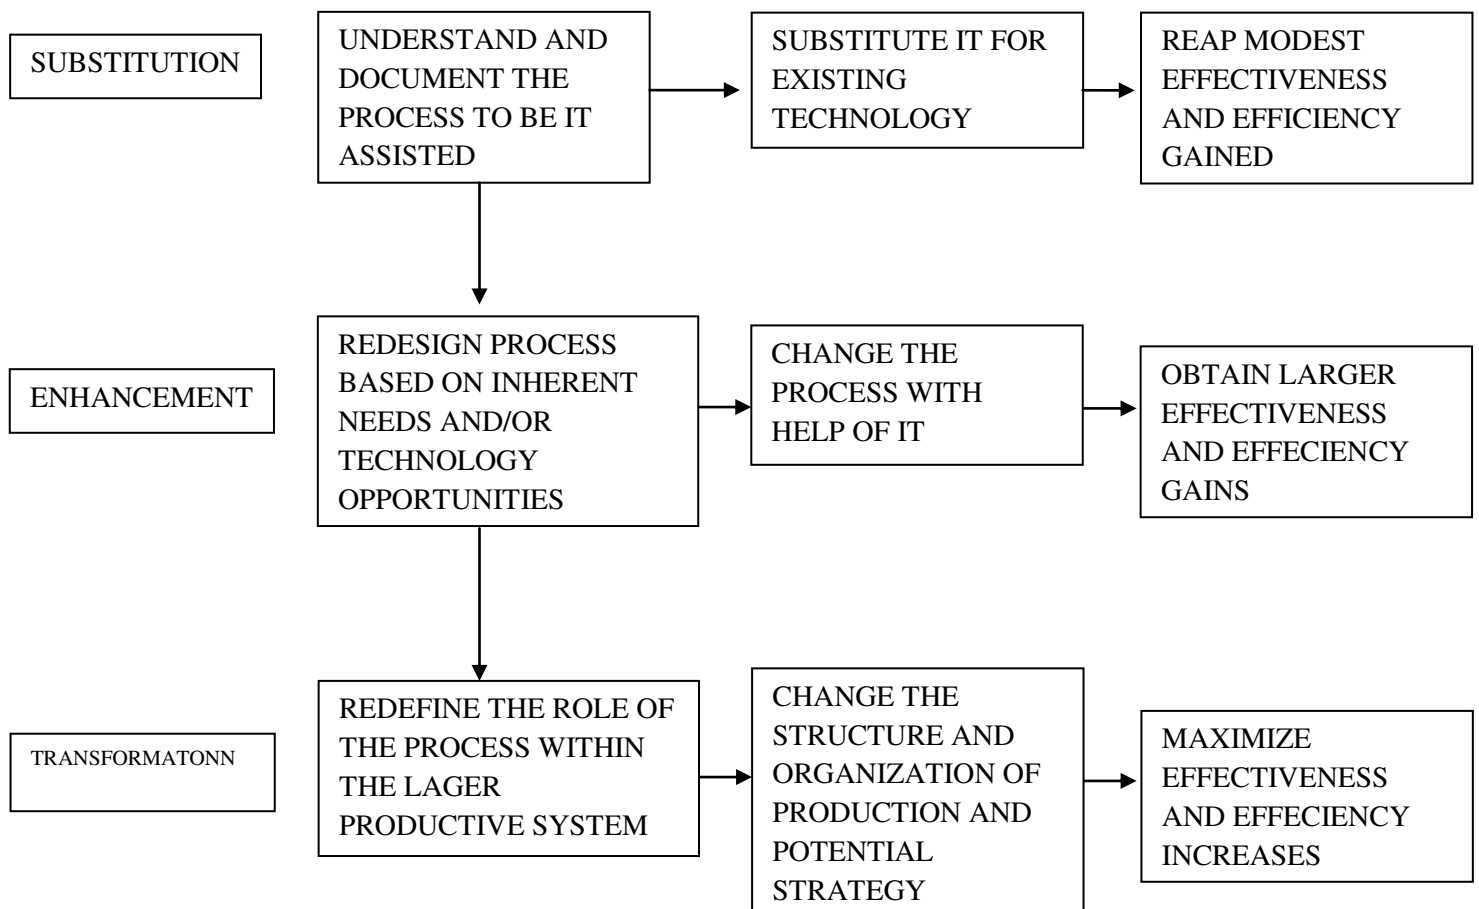 SUBSTITUTION
UNDERSTAND AND
DOCUMENT THE
PROCESS TO BE IT
ASSISTED
SUBSTITUTE IT FOR
EXISTING
TECHNOLOGY
REAP MODEST
EFFECTIVENESS
AND EFFICIENCY
GAINED
ENHANCEMENT
REDESIGN PROCESS
BASED ON INHERENT
NEEDS AND/OR
TECHNOLOGY
OPPORTUNITIES
CHANGE THE
PROCESS WITH
HELP OF IT
OBTAIN LARGER
EFFECTIVENESS
AND EFFECIENCY
GAINS
TRANSFORMATONN
REDEFINE THE ROLE OF
THE PROCESS WITHIN
THE LAGER
PRODUCTIVE SYSTEM
CHANGE THE
STRUCTURE AND
ORGANIZATION OF
PRODUCTION AND
POTENTIAL
STRATEGY
MAXIMIZE
EFFECTIVENESS
AND EFFECIENCY
INCREASES